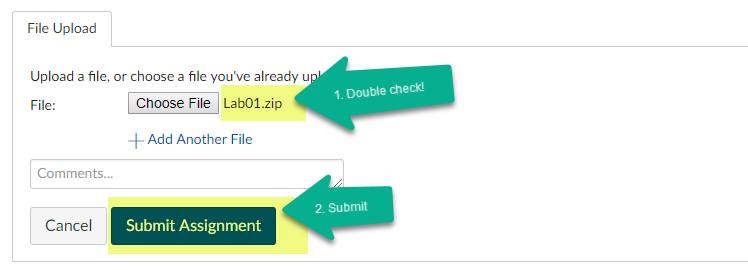 File Upload
Upload a file, or choose a file you've already
File: Choose File Lab01.zip
1. Double check!
Add Another File
Comments...
2. Submit
Cancel Submit Assignment